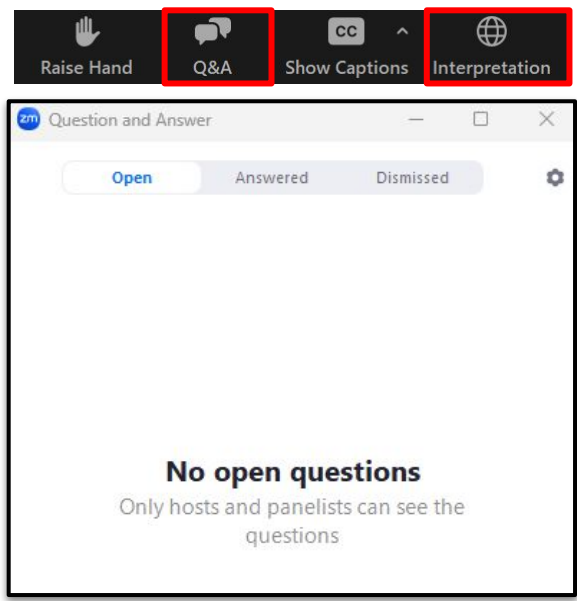 CC
Raise Hand Q&A Show Captions Interpretation
zm Question and Answer
Open Answered Dismissed
No open questions
Only hosts and panelists can see the
questions